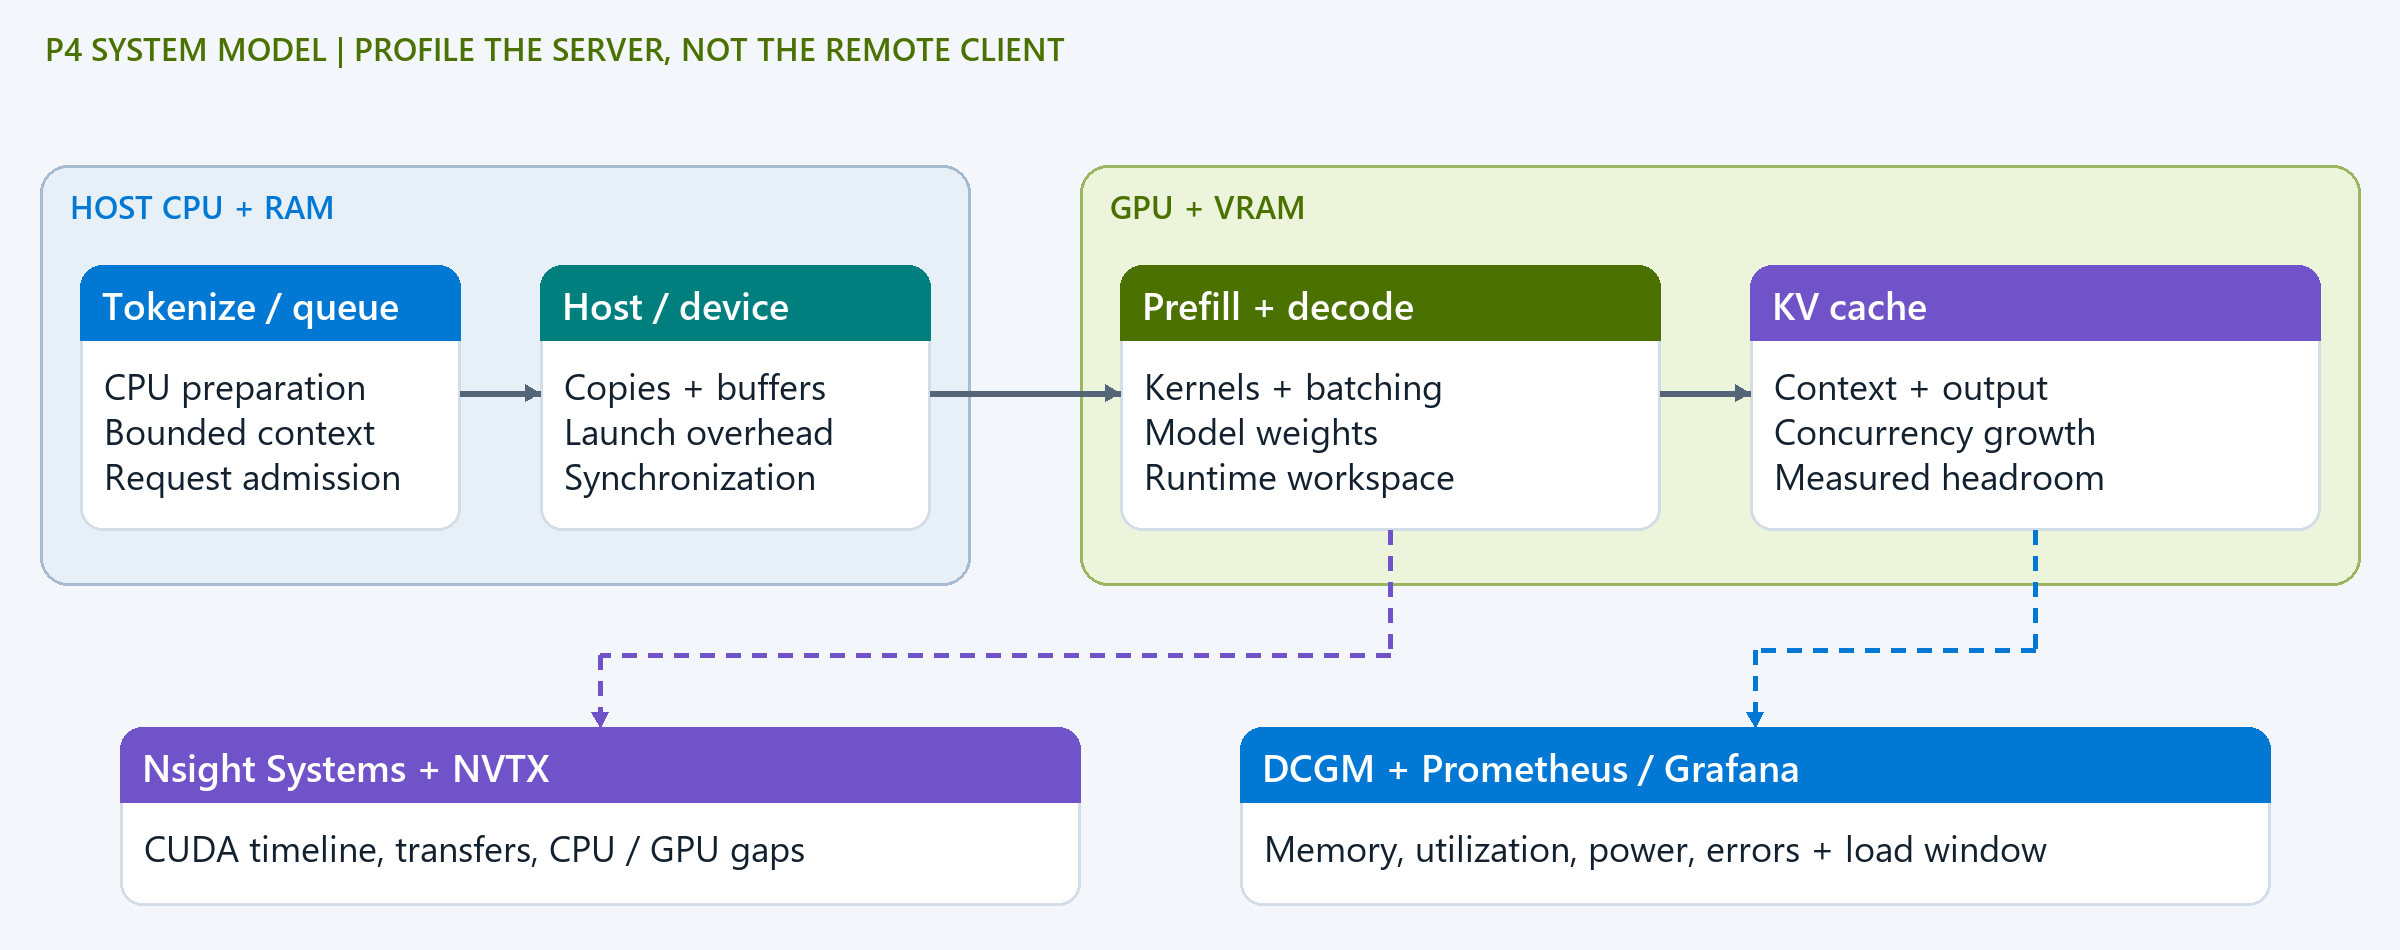 P4 SYSTEM MODEL | PROFILE THE SERVER, NOT THE REMOTE CLIENT
HOST CPU + RAM
Tokenize / queue
CPU preparation
Bounded context
Request admission
Host / device
Copies + buffers
Launch overhead
Synchronization
GPU + VRAM
Prefill + decode
Kernels + batching
Model weights
Runtime workspace
KV cache
Context + output
Concurrency growth
Measured headroom
Nsight Systems + NVTX
CUDA timeline, transfers, CPU / GPU gaps
DCGM + Prometheus / Grafana
Memory, utilization, power, errors + load window